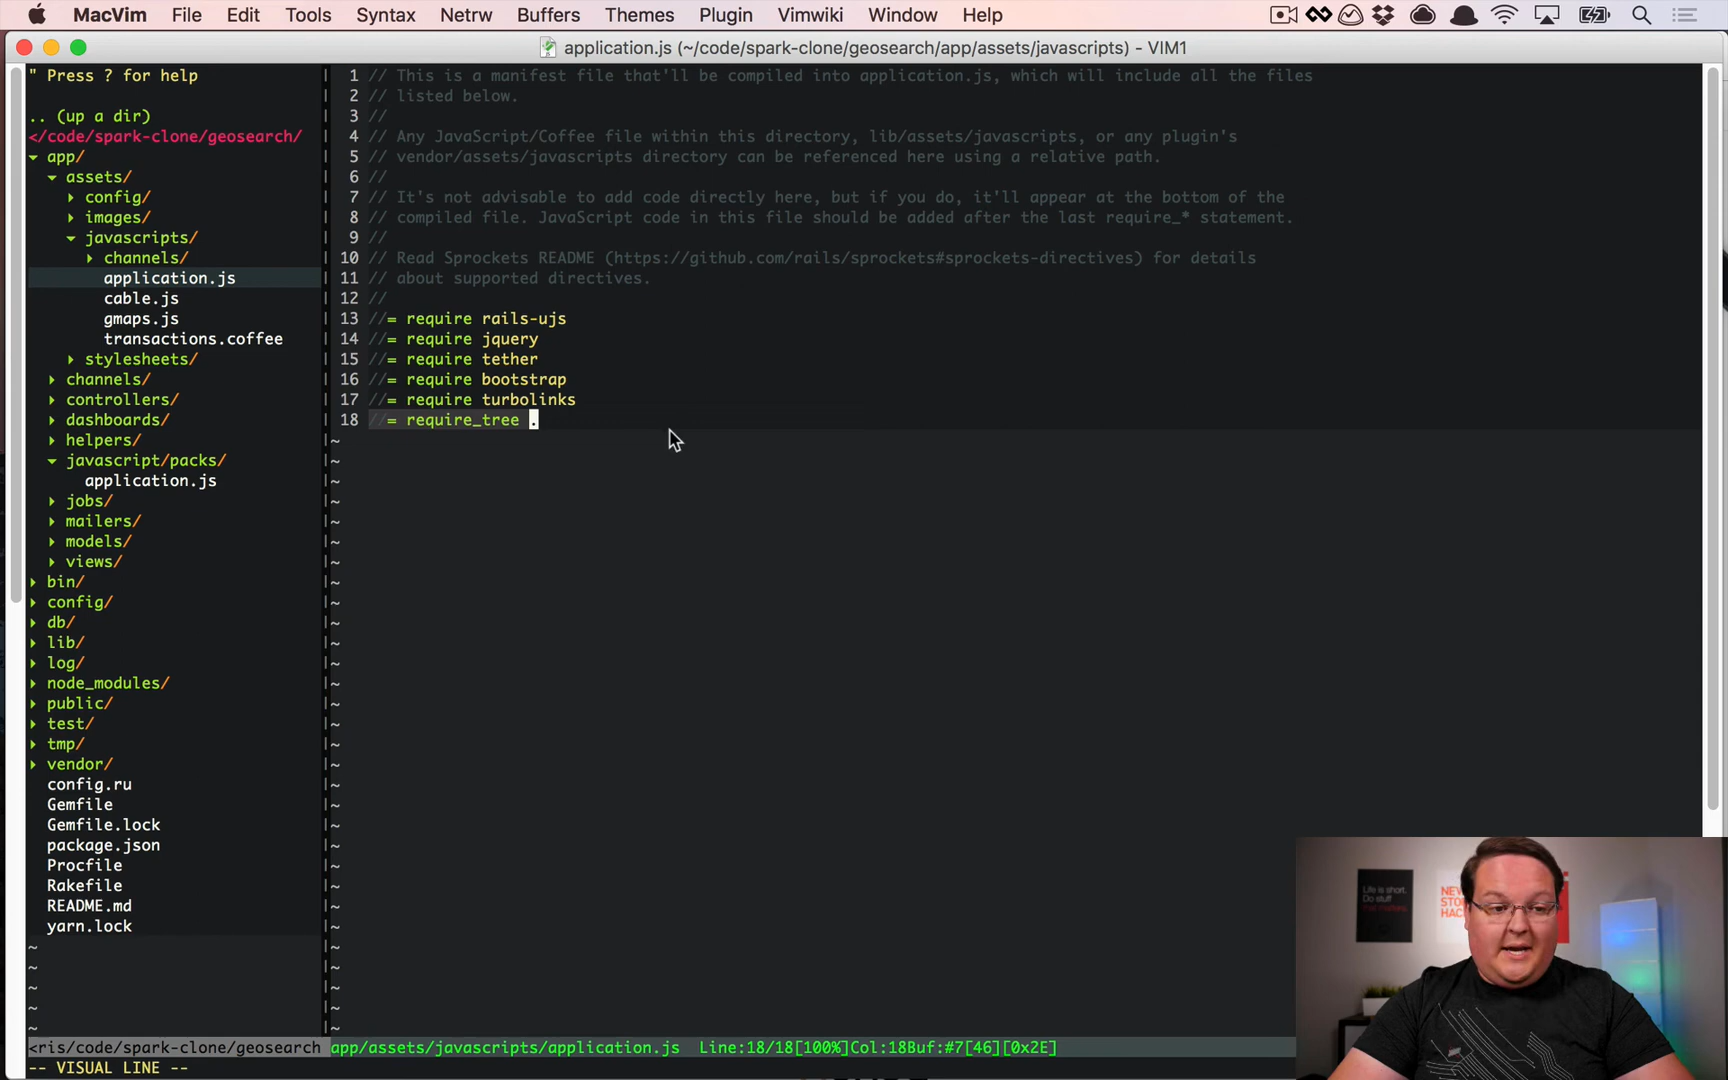 MacVim File Edit Tools Syntax Netrw Buffers Themes Plugin Vimwiki Window Help
application.js (~/code/spark-clone/geosearch/app/assets/javascripts) - VIM1
" Press ? for help
.. (up a dir)
</code/spark-clone/geosearch/
▾ app/
▾ assets/
▸ config/
▸ images/
▾ javascripts/
▸ channels/
application.js
cable.js
gmaps.js
transactions.coffee
▸ stylesheets/
▸ channels/
▸ controllers/
▸ dashboards/
▸ helpers/
▾ javascript/packs/
application.js
▸ jobs/
▸ mailers/
▸ models/
▸ views/
▸ bin/
▸ config/
▸ db/
▸ lib/
▸ log/
▸ node_modules/
▸ public/
▸ test/
▸ tmp/
▸ vendor/
config.ru
Gemfile
Gemfile.lock
package.json
Procfile
Rakefile
README.md
yarn.lock
~
~
~
~
~
1 // This is a manifest file that'll be compiled into application.js, which will include all the files
2 // listed below.
3 //
4 // Any JavaScript/Coffee file within this directory, lib/assets/javascripts, or any plugin's
5 // vendor/assets/javascripts directory can be referenced here using a relative path.
6 //
7 // It's not advisable to add code directly here, but if you do, it'll appear at the bottom of the
8 // compiled file. JavaScript code in this file should be added after the last require_* statement.
9 //
10 // Read Sprockets README (https://github.com/rails/sprockets#sprockets-directives) for details
11 // about supported directives.
12 //
13 //= require rails-ujs
14 //= require jquery
15 //= require tether
16 //= require bootstrap
17 //= require turbolinks
18 //= require_tree .
<ris/code/spark-clone/geosearch app/assets/javascripts/application.js Line:18/18[100%]Col:18Buf:#7[46][0x2E]
-- VISUAL LINE --
Life is short.
Do stuff
that matters.
NEW
STO
HAC